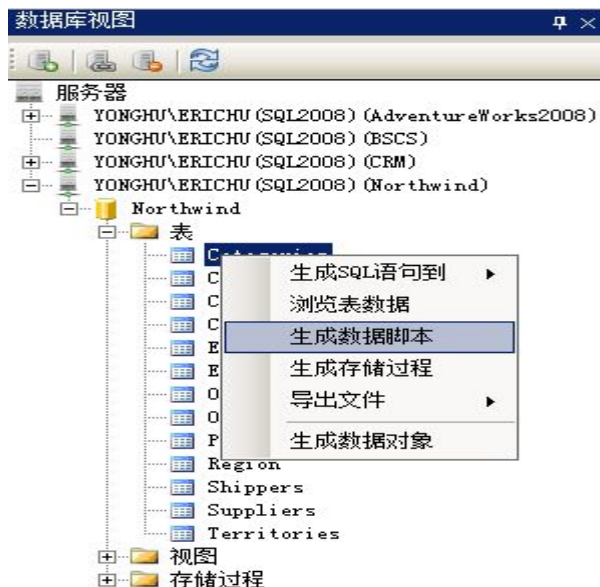 数据库视图
服务器
YONGHU\ERICHU(SQL2008)(AdventureWorks2008)
YONGHU\ERICHU(SQL2008)(BSCS)
YONGHU\ERICHU(SQL2008)(CRM)
YONGHU\ERICHU(SQL2008)(Northwind)
Northwind
表
生成SQL语句到
浏览表数据
生成数据脚本
生成存储过程
导出文件
生成数据对象
Region
Shippers
Suppliers
Territories
视图
存储过程